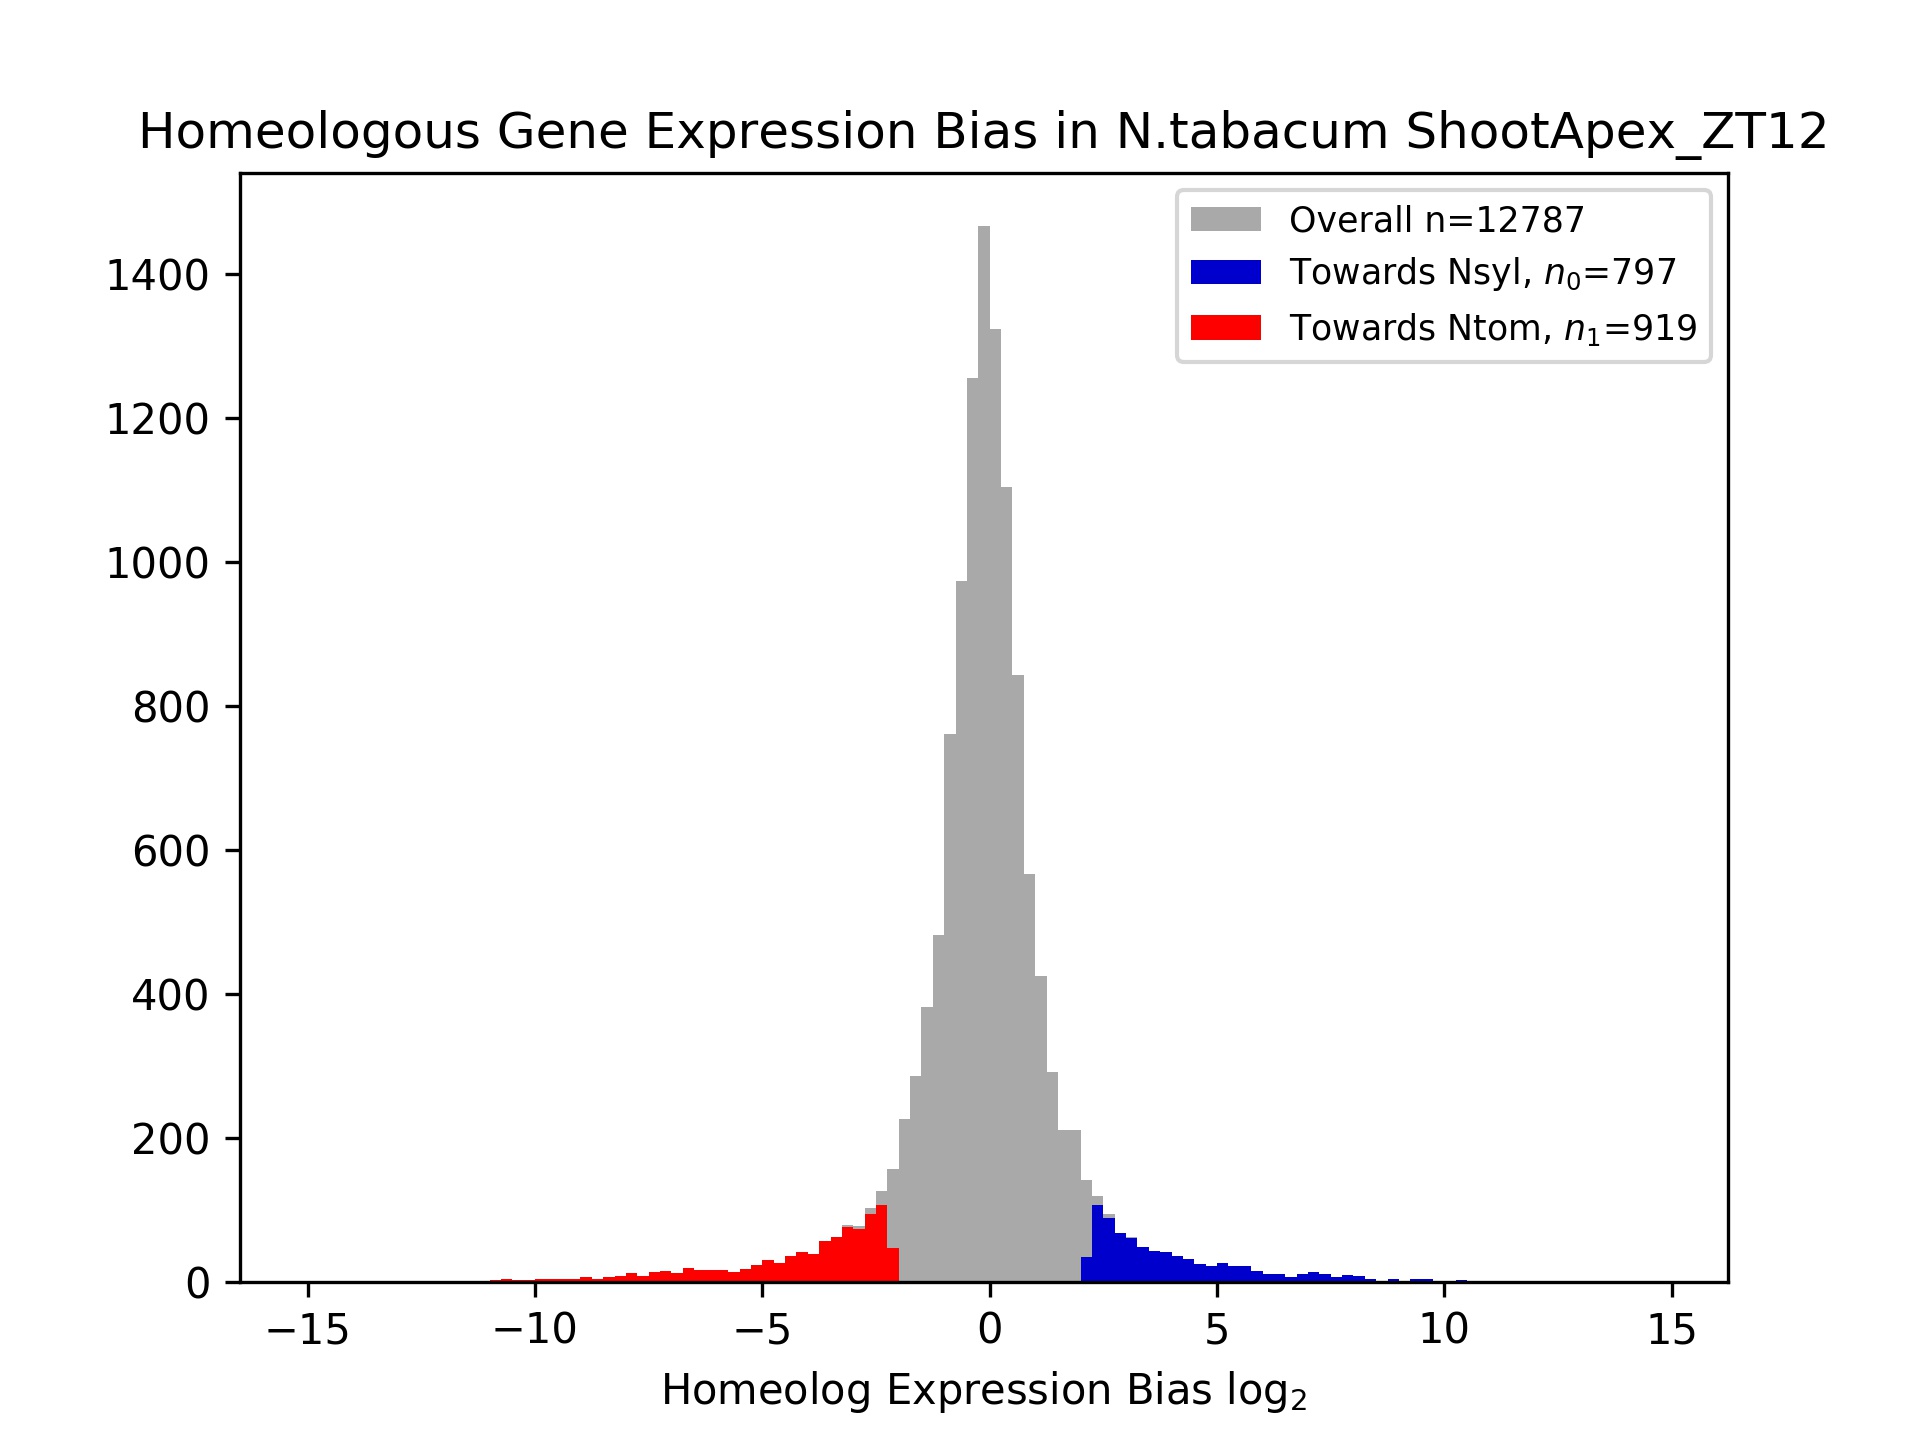 Homeologous Gene Expression Bias in N.tabacum ShootApex_ZT12
Overall n=12787
Towards Nsyl, n₀=797
Towards Ntom, n₁=919
1400
1200
1000
800
600
400
200
0
−15 −10 −5 0 5 10 15
Homeolog Expression Bias log₂